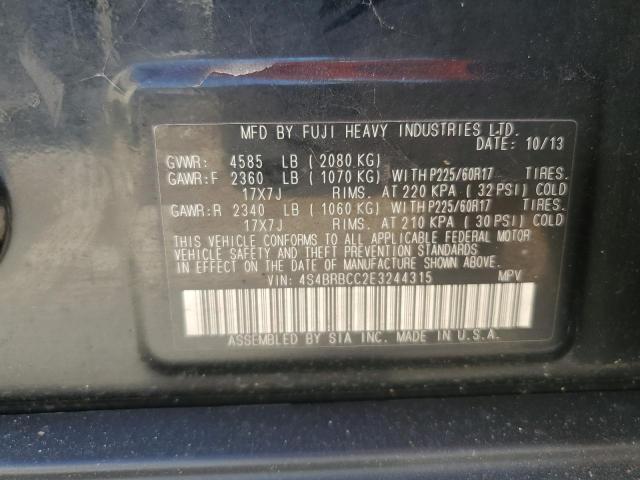 MFD BY FUJI HEAVY INDUSTRIES LTD.
DATE: 10/13
GVWR: 4585 LB (2080 KG)
GAWR:F 2360 LB (1070 KG) WITH P225/60R17 TIRES.
17X7J RIMS. AT 220 KPA (32 PSI) COLD
GAWR:R 2340 LB (1060 KG) WITH P225/60R17 TIRES.
17X7J RIMS. AT 210 KPA (30 PSI) COLD
THIS VEHICLE CONFORMS TO ALL APPLICABLE FEDERAL MOTOR
VEHICLE SAFETY AND THEFT PREVENTION STANDARDS
IN EFFECT ON THE DATE OF MANUFACTURE SHOWN ABOVE.
VIN: 4S4BRBCC2E3244315 MPV
ASSEMBLED BY SIA INC. MADE IN U.S.A.